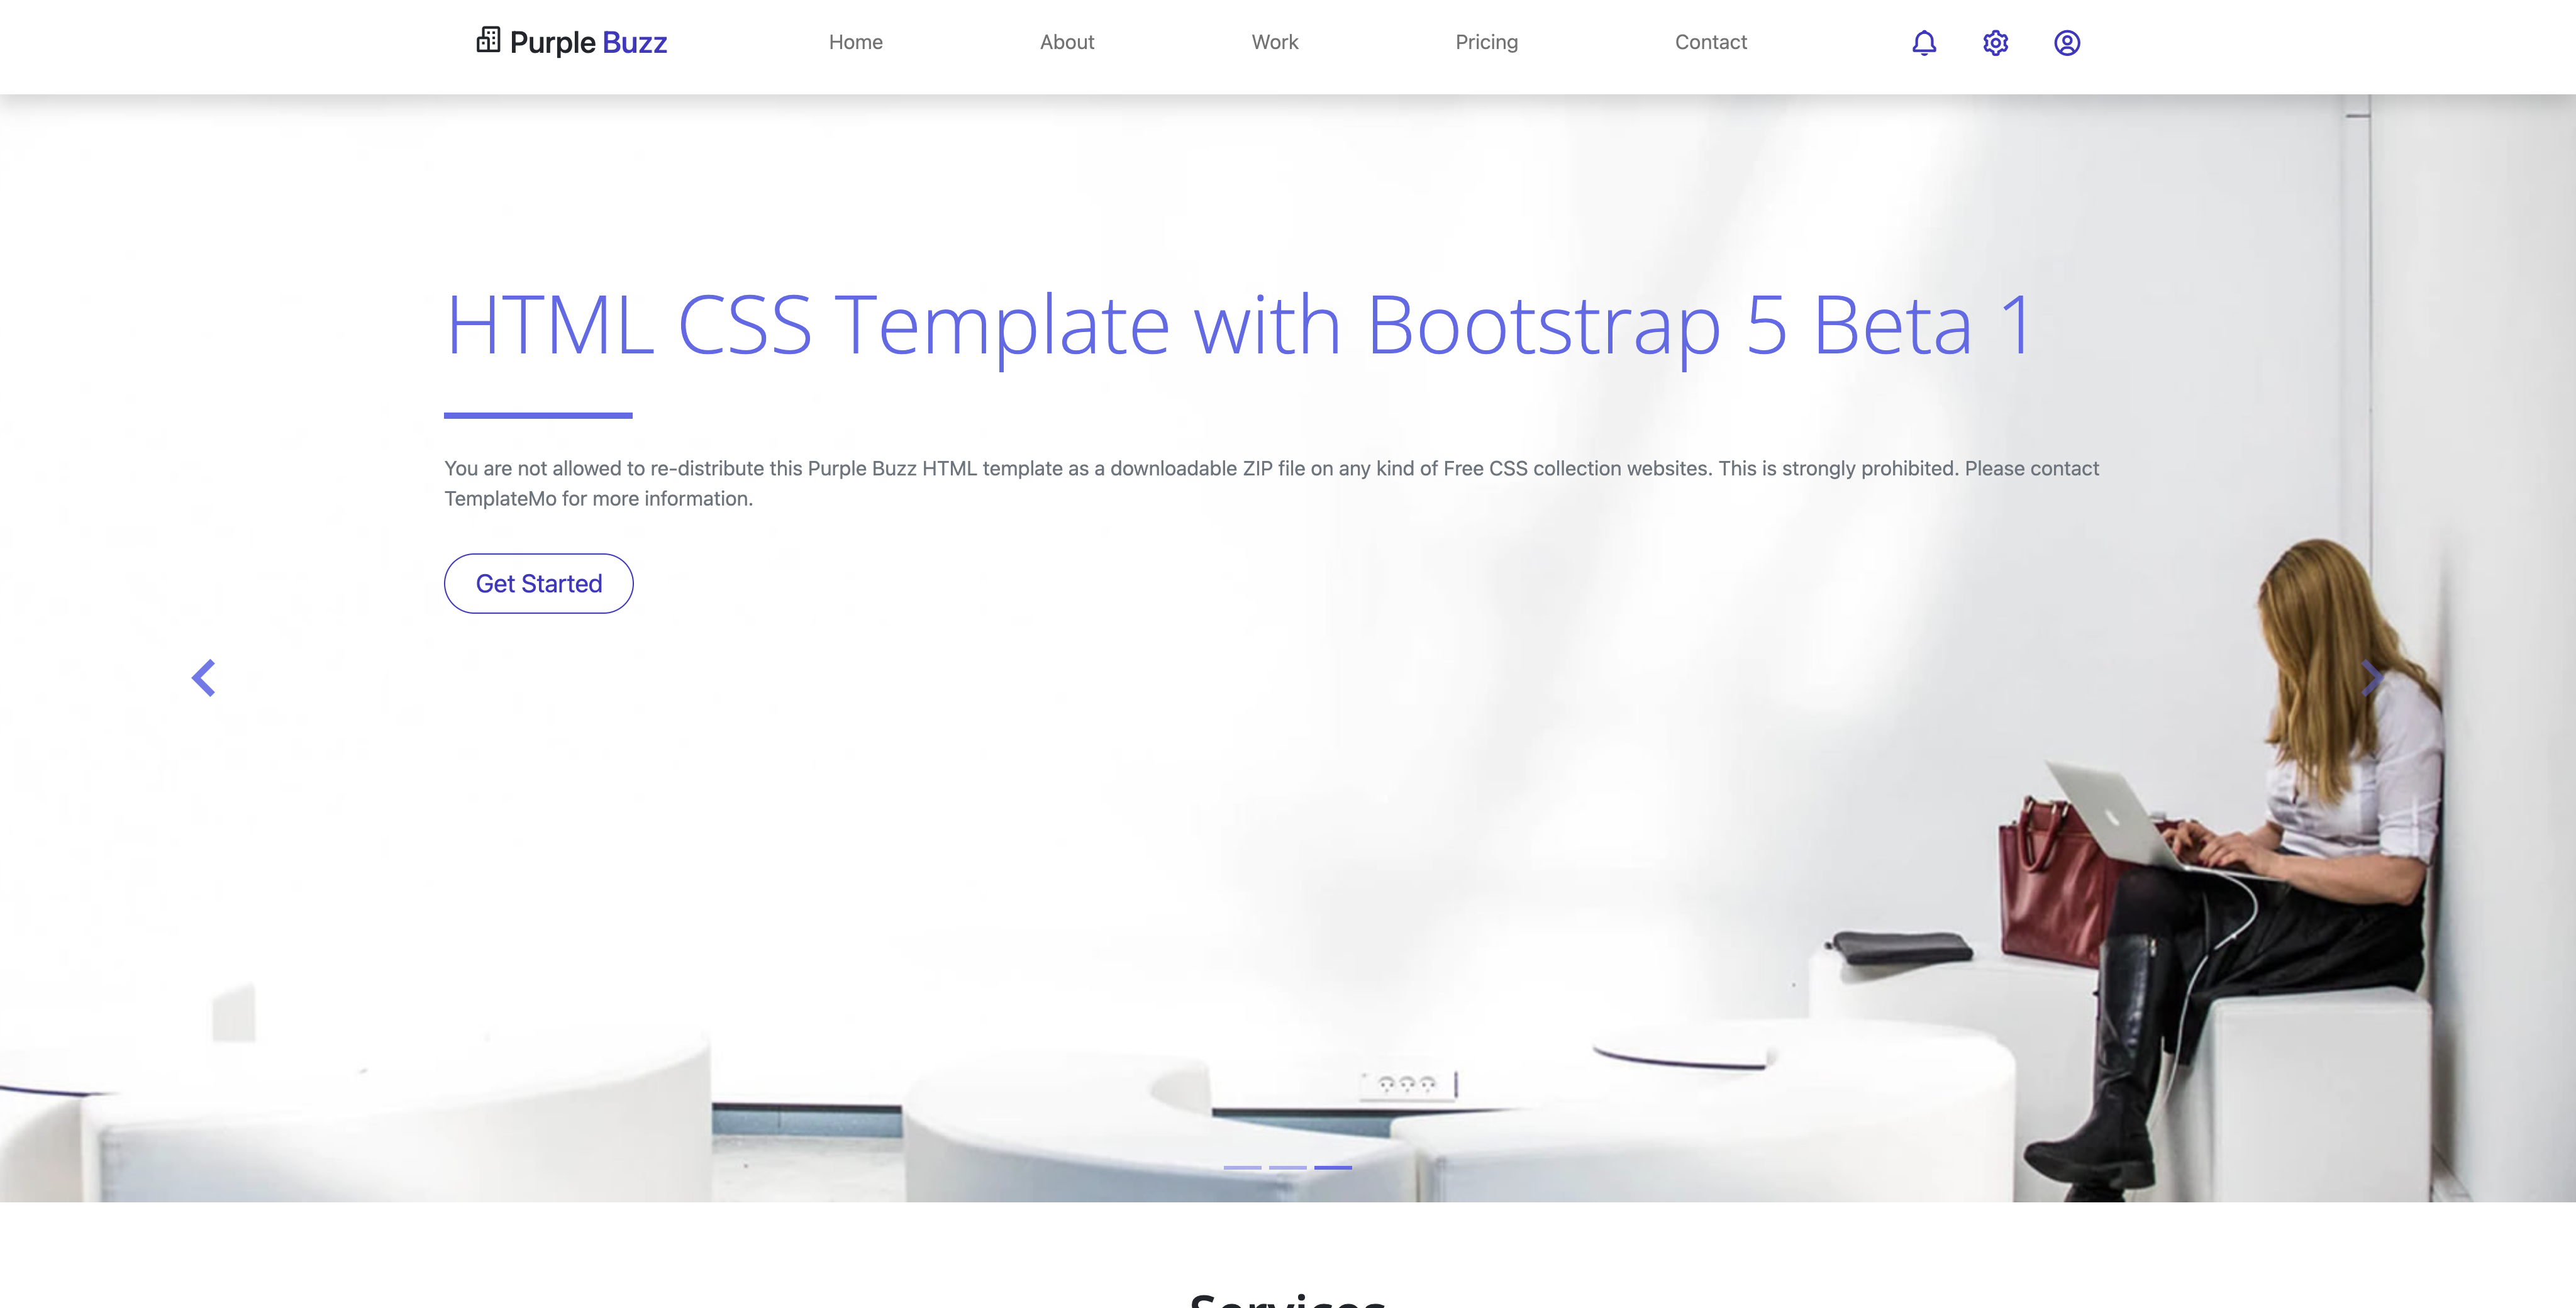 Purple Buzz
Home
About
Work
Pricing
Contact
HTML CSS Template with Bootstrap 5 Beta 1
You are not allowed to re-distribute this Purple Buzz HTML template as a downloadable ZIP file on any kind of Free CSS collection websites. This is strongly prohibited. Please contact
TemplateMo for more information.
Get Started
Services